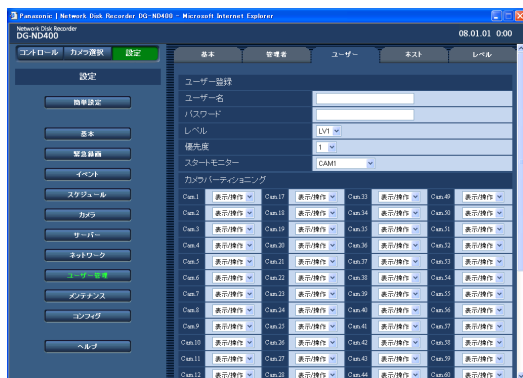 Panasonic | Network Disk Recorder DG-ND400 - Microsoft Internet Explorer
Network Disk Recorder
DG-ND400
08.01.01 0:00
コントロール カメラ選択 設定
基本 管理者 ユーザー ホスト レベル
設定
簡単設定
基本
緊急録画
イベント
スケジュール
カメラ
サーバー
ネットワーク
ユーザー管理
メンテナンス
コンフィグ
ヘルプ
ユーザー登録
ユーザー名
パスワード
レベル LV1
優先度 1
スタートモニター CAM1
カメラパーティショニング
Cam.1 表示/操作 Cam.17 表示/操作 Cam.33 表示/操作 Cam.49 表示/操作
Cam.2 表示/操作 Cam.18 表示/操作 Cam.34 表示/操作 Cam.50 表示/操作
Cam.3 表示/操作 Cam.19 表示/操作 Cam.35 表示/操作 Cam.51 表示/操作
Cam.4 表示/操作 Cam.20 表示/操作 Cam.36 表示/操作 Cam.52 表示/操作
Cam.5 表示/操作 Cam.21 表示/操作 Cam.37 表示/操作 Cam.53 表示/操作
Cam.6 表示/操作 Cam.22 表示/操作 Cam.38 表示/操作 Cam.54 表示/操作
Cam.7 表示/操作 Cam.23 表示/操作 Cam.39 表示/操作 Cam.55 表示/操作
Cam.8 表示/操作 Cam.24 表示/操作 Cam.40 表示/操作 Cam.56 表示/操作
Cam.9 表示/操作 Cam.25 表示/操作 Cam.41 表示/操作 Cam.57 表示/操作
Cam.10 表示/操作 Cam.26 表示/操作 Cam.42 表示/操作 Cam.58 表示/操作
Cam.11 表示/操作 Cam.27 表示/操作 Cam.43 表示/操作 Cam.59 表示/操作
Cam.12 表示/操作 Cam.28 表示/操作 Cam.44 表示/操作 Cam.60 表示/操作